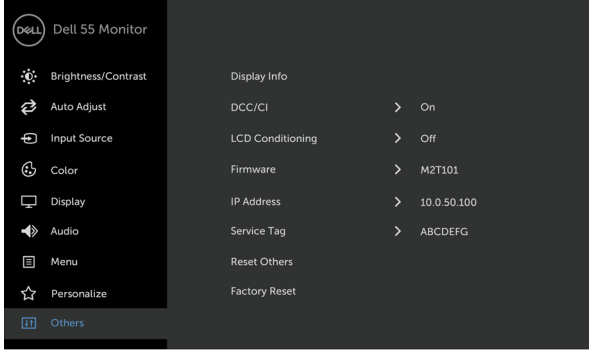 DELL
Dell 55 Monitor
Brightness/Contrast
Auto Adjust
Input Source
Color
Display
Audio
Menu
Personalize
Others
Display Info
DCC/CI > On
LCD Conditioning > Off
Firmware > M2T101
IP Address > 10.0.50.100
Service Tag > ABCDEFG
Reset Others
Factory Reset